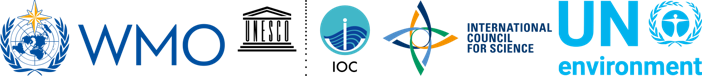 WMO
UNESCO
IOC
INTERNATIONAL
COUNCIL
FOR SCIENCE
UN
environment